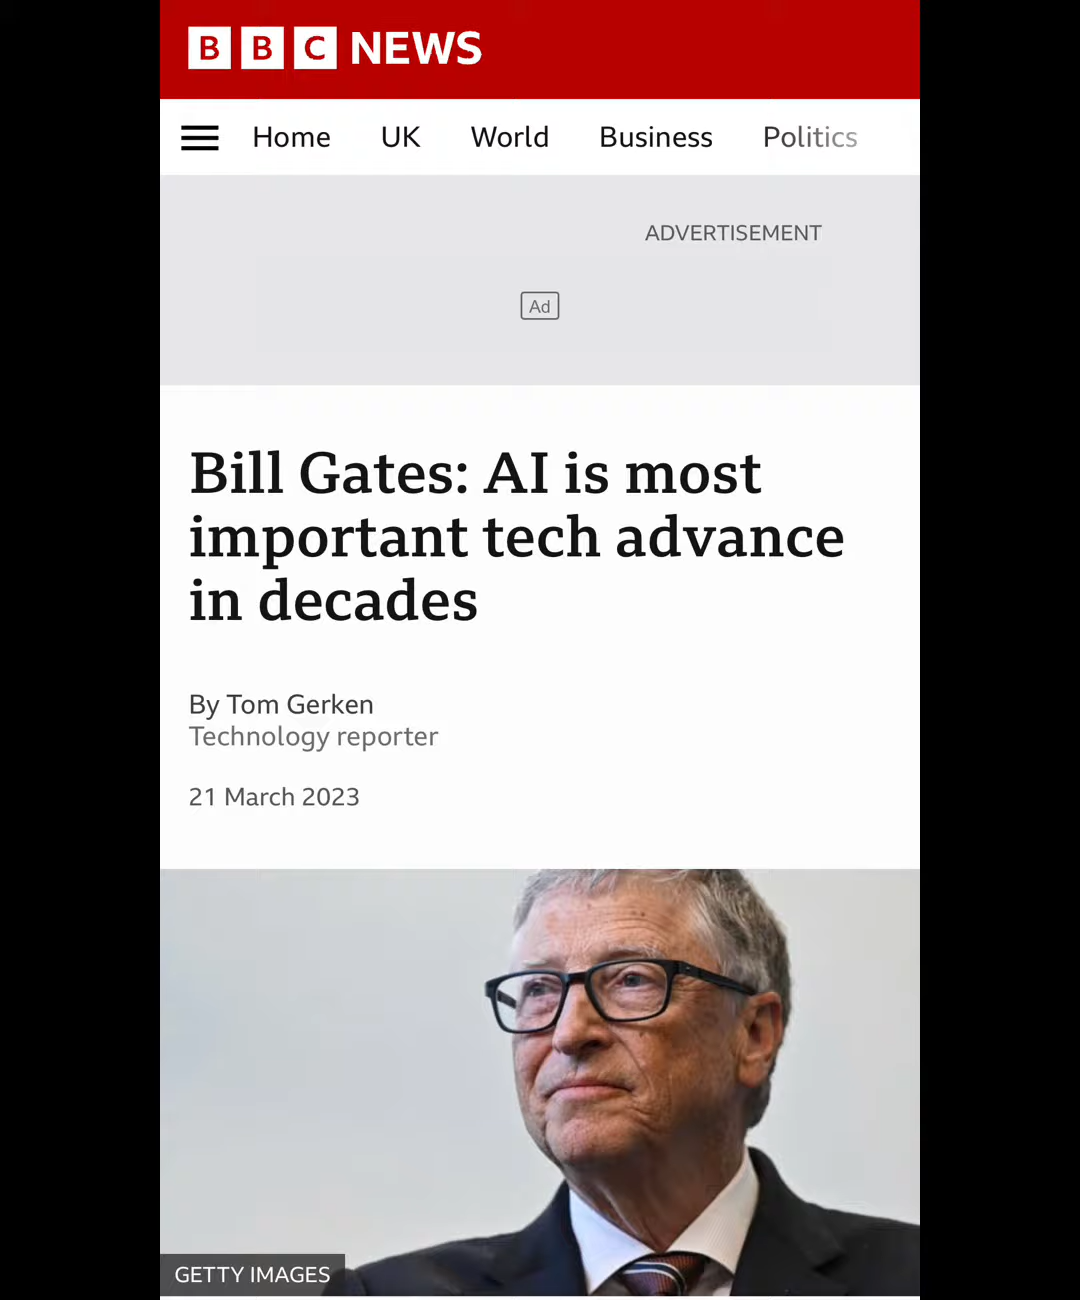 BBC NEWS
Home UK World Business Politics
ADVERTISEMENT
Ad
Bill Gates: AI is most
important tech advance
in decades
By Tom Gerken
Technology reporter
21 March 2023
GETTY IMAGES